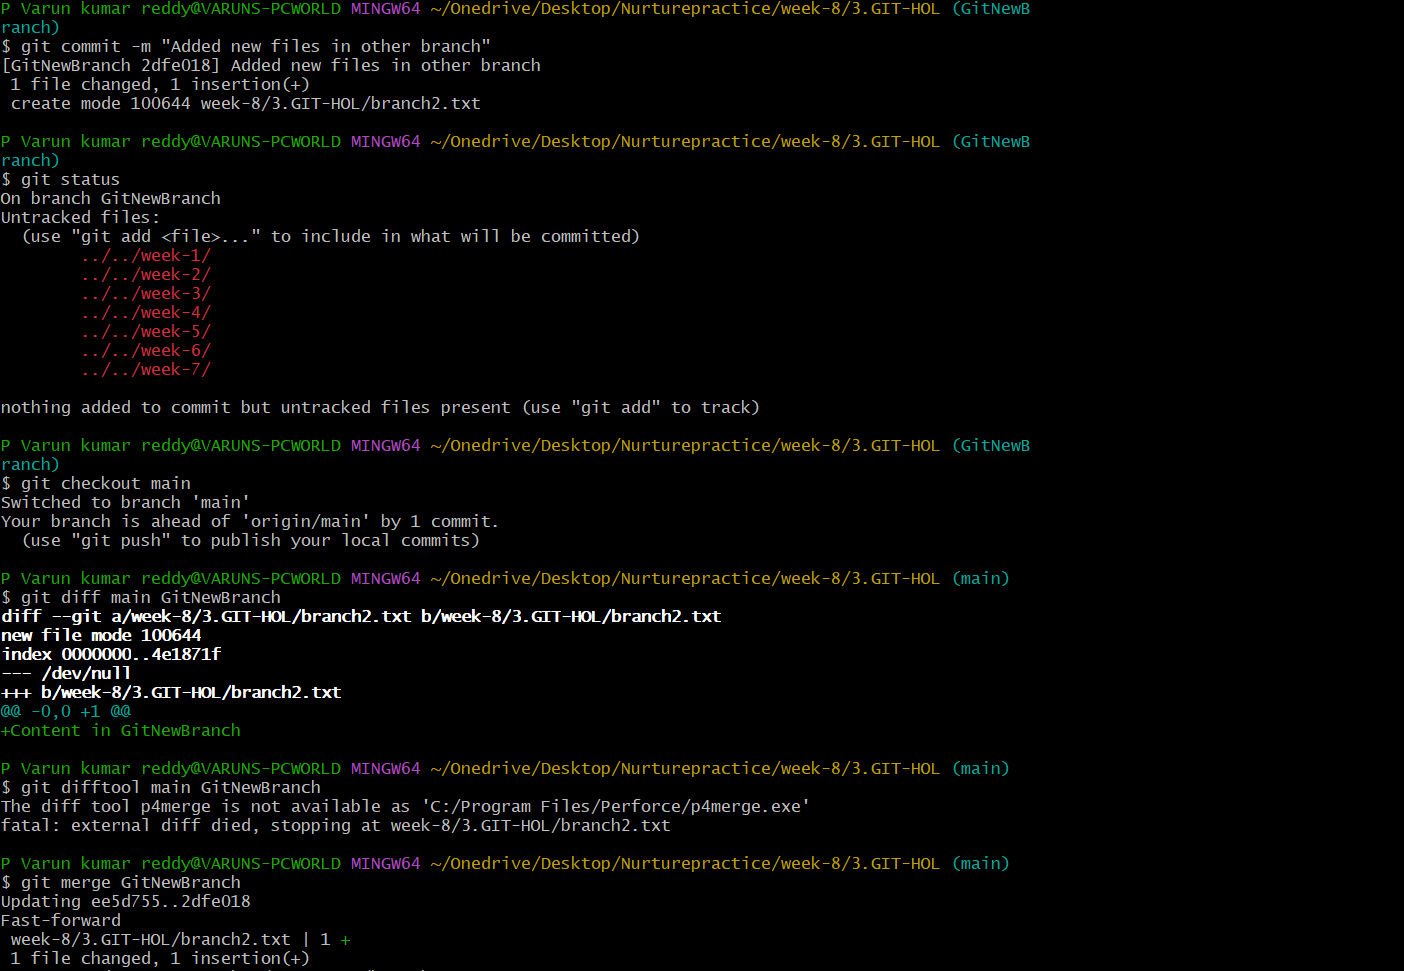 P Varun kumar reddy@VARUNS-PCWORLD MINGW64 ~/Onedrive/Desktop/Nurturepractice/week-8/3.GIT-HOL (GitNewB
ranch)
$ git commit -m "Added new files in other branch"
[GitNewBranch 2dfe018] Added new files in other branch
 1 file changed, 1 insertion(+)
 create mode 100644 week-8/3.GIT-HOL/branch2.txt
P Varun kumar reddy@VARUNS-PCWORLD MINGW64 ~/Onedrive/Desktop/Nurturepractice/week-8/3.GIT-HOL (GitNewB
ranch)
$ git status
On branch GitNewBranch
Untracked files:
  (use "git add <file>..." to include in what will be committed)
        ../../week-1/
        ../../week-2/
        ../../week-3/
        ../../week-4/
        ../../week-5/
        ../../week-6/
        ../../week-7/
nothing added to commit but untracked files present (use "git add" to track)
P Varun kumar reddy@VARUNS-PCWORLD MINGW64 ~/Onedrive/Desktop/Nurturepractice/week-8/3.GIT-HOL (GitNewB
ranch)
$ git checkout main
Switched to branch 'main'
Your branch is ahead of 'origin/main' by 1 commit.
  (use "git push" to publish your local commits)
P Varun kumar reddy@VARUNS-PCWORLD MINGW64 ~/Onedrive/Desktop/Nurturepractice/week-8/3.GIT-HOL (main)
$ git diff main GitNewBranch
diff --git a/week-8/3.GIT-HOL/branch2.txt b/week-8/3.GIT-HOL/branch2.txt
new file mode 100644
index 0000000..4e1871f
--- /dev/null
+++ b/week-8/3.GIT-HOL/branch2.txt
@@ -0,0 +1 @@
+Content in GitNewBranch
P Varun kumar reddy@VARUNS-PCWORLD MINGW64 ~/Onedrive/Desktop/Nurturepractice/week-8/3.GIT-HOL (main)
$ git difftool main GitNewBranch
The diff tool p4merge is not available as 'C:/Program Files/Perforce/p4merge.exe'
fatal: external diff died, stopping at week-8/3.GIT-HOL/branch2.txt
P Varun kumar reddy@VARUNS-PCWORLD MINGW64 ~/Onedrive/Desktop/Nurturepractice/week-8/3.GIT-HOL (main)
$ git merge GitNewBranch
Updating ee5d755..2dfe018
Fast-forward
 week-8/3.GIT-HOL/branch2.txt | 1 +
 1 file changed, 1 insertion(+)